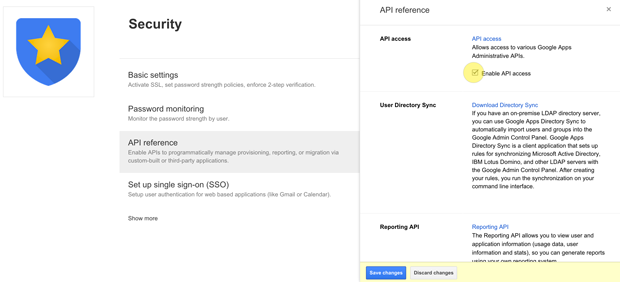 Security
Basic settings
Activate SSL, set password strength policies, enforce 2-step verification.
Password monitoring
Monitor the password strength by user.
API reference
Enable APIs to programmatically manage provisioning, reporting, or migration via
custom-built or third-party applications.
Set up single sign-on (SSO)
Setup user authentication for web based applications (like Gmail or Calendar).
Show more
API reference
API access
API access
Allows access to various Google Apps
Administrative APIs.
Enable API access
User Directory Sync
Download Directory Sync
If you have an on-premise LDAP directory server,
you can use Google Apps Directory Sync to
automatically import users and groups into the
Google Admin Control Panel. Google Apps
Directory Sync is a client application that sets up
rules for synchronizing Microsoft Active Directory,
IBM Lotus Domino, and other LDAP servers with
the Google Admin Control Panel. After creating
your rules, you run the synchronization on your
command line interface.
Reporting API
Reporting API
The Reporting API allows you to view user and
application information (usage data, user
information and stats), so you can generate reports
using your own reporting system.
Save changes
Discard changes